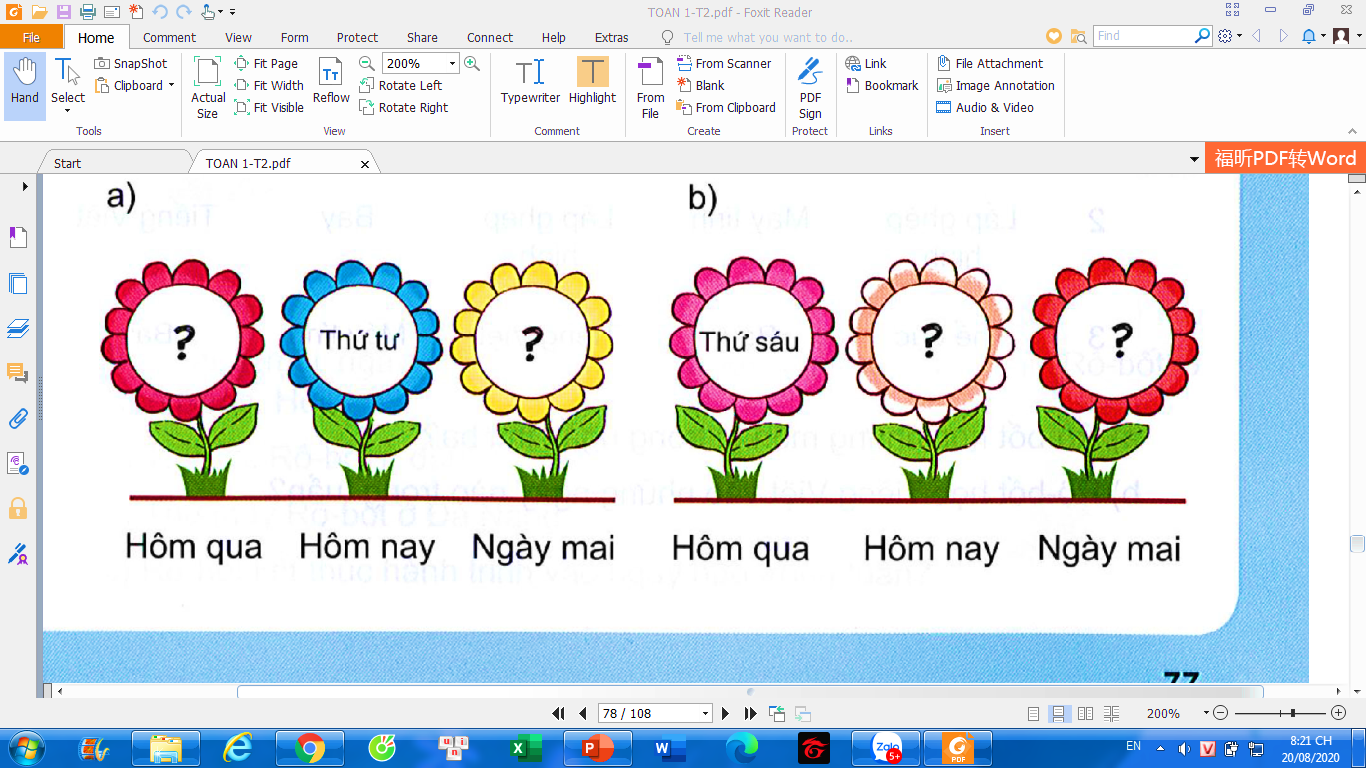 TOAN 1-T2.pdf - Foxit Reader
File Home Comment View Form Protect Share Connect Help Extras Tell me what you want to do.. Find
Hand
Select
SnapShot
Clipboard
Tools
Actual Size
Fit Page
Fit Width
Fit Visible
Reflow
200%
Rotate Left
Rotate Right
View
Typewriter
Highlight
Comment
From File
From Scanner
Blank
From Clipboard
Create
PDF Sign
Protect
Link
Bookmark
Links
File Attachment
Image Annotation
Audio & Video
Insert
Start TOAN 1-T2.pdf 福昕PDF转Word
a) b)
? Thứ tư ? Thứ sáu ? ?
Hôm qua Hôm nay Ngày mai Hôm qua Hôm nay Ngày mai
77
78 / 108 200%
EN 8:21 CH
20/08/2020